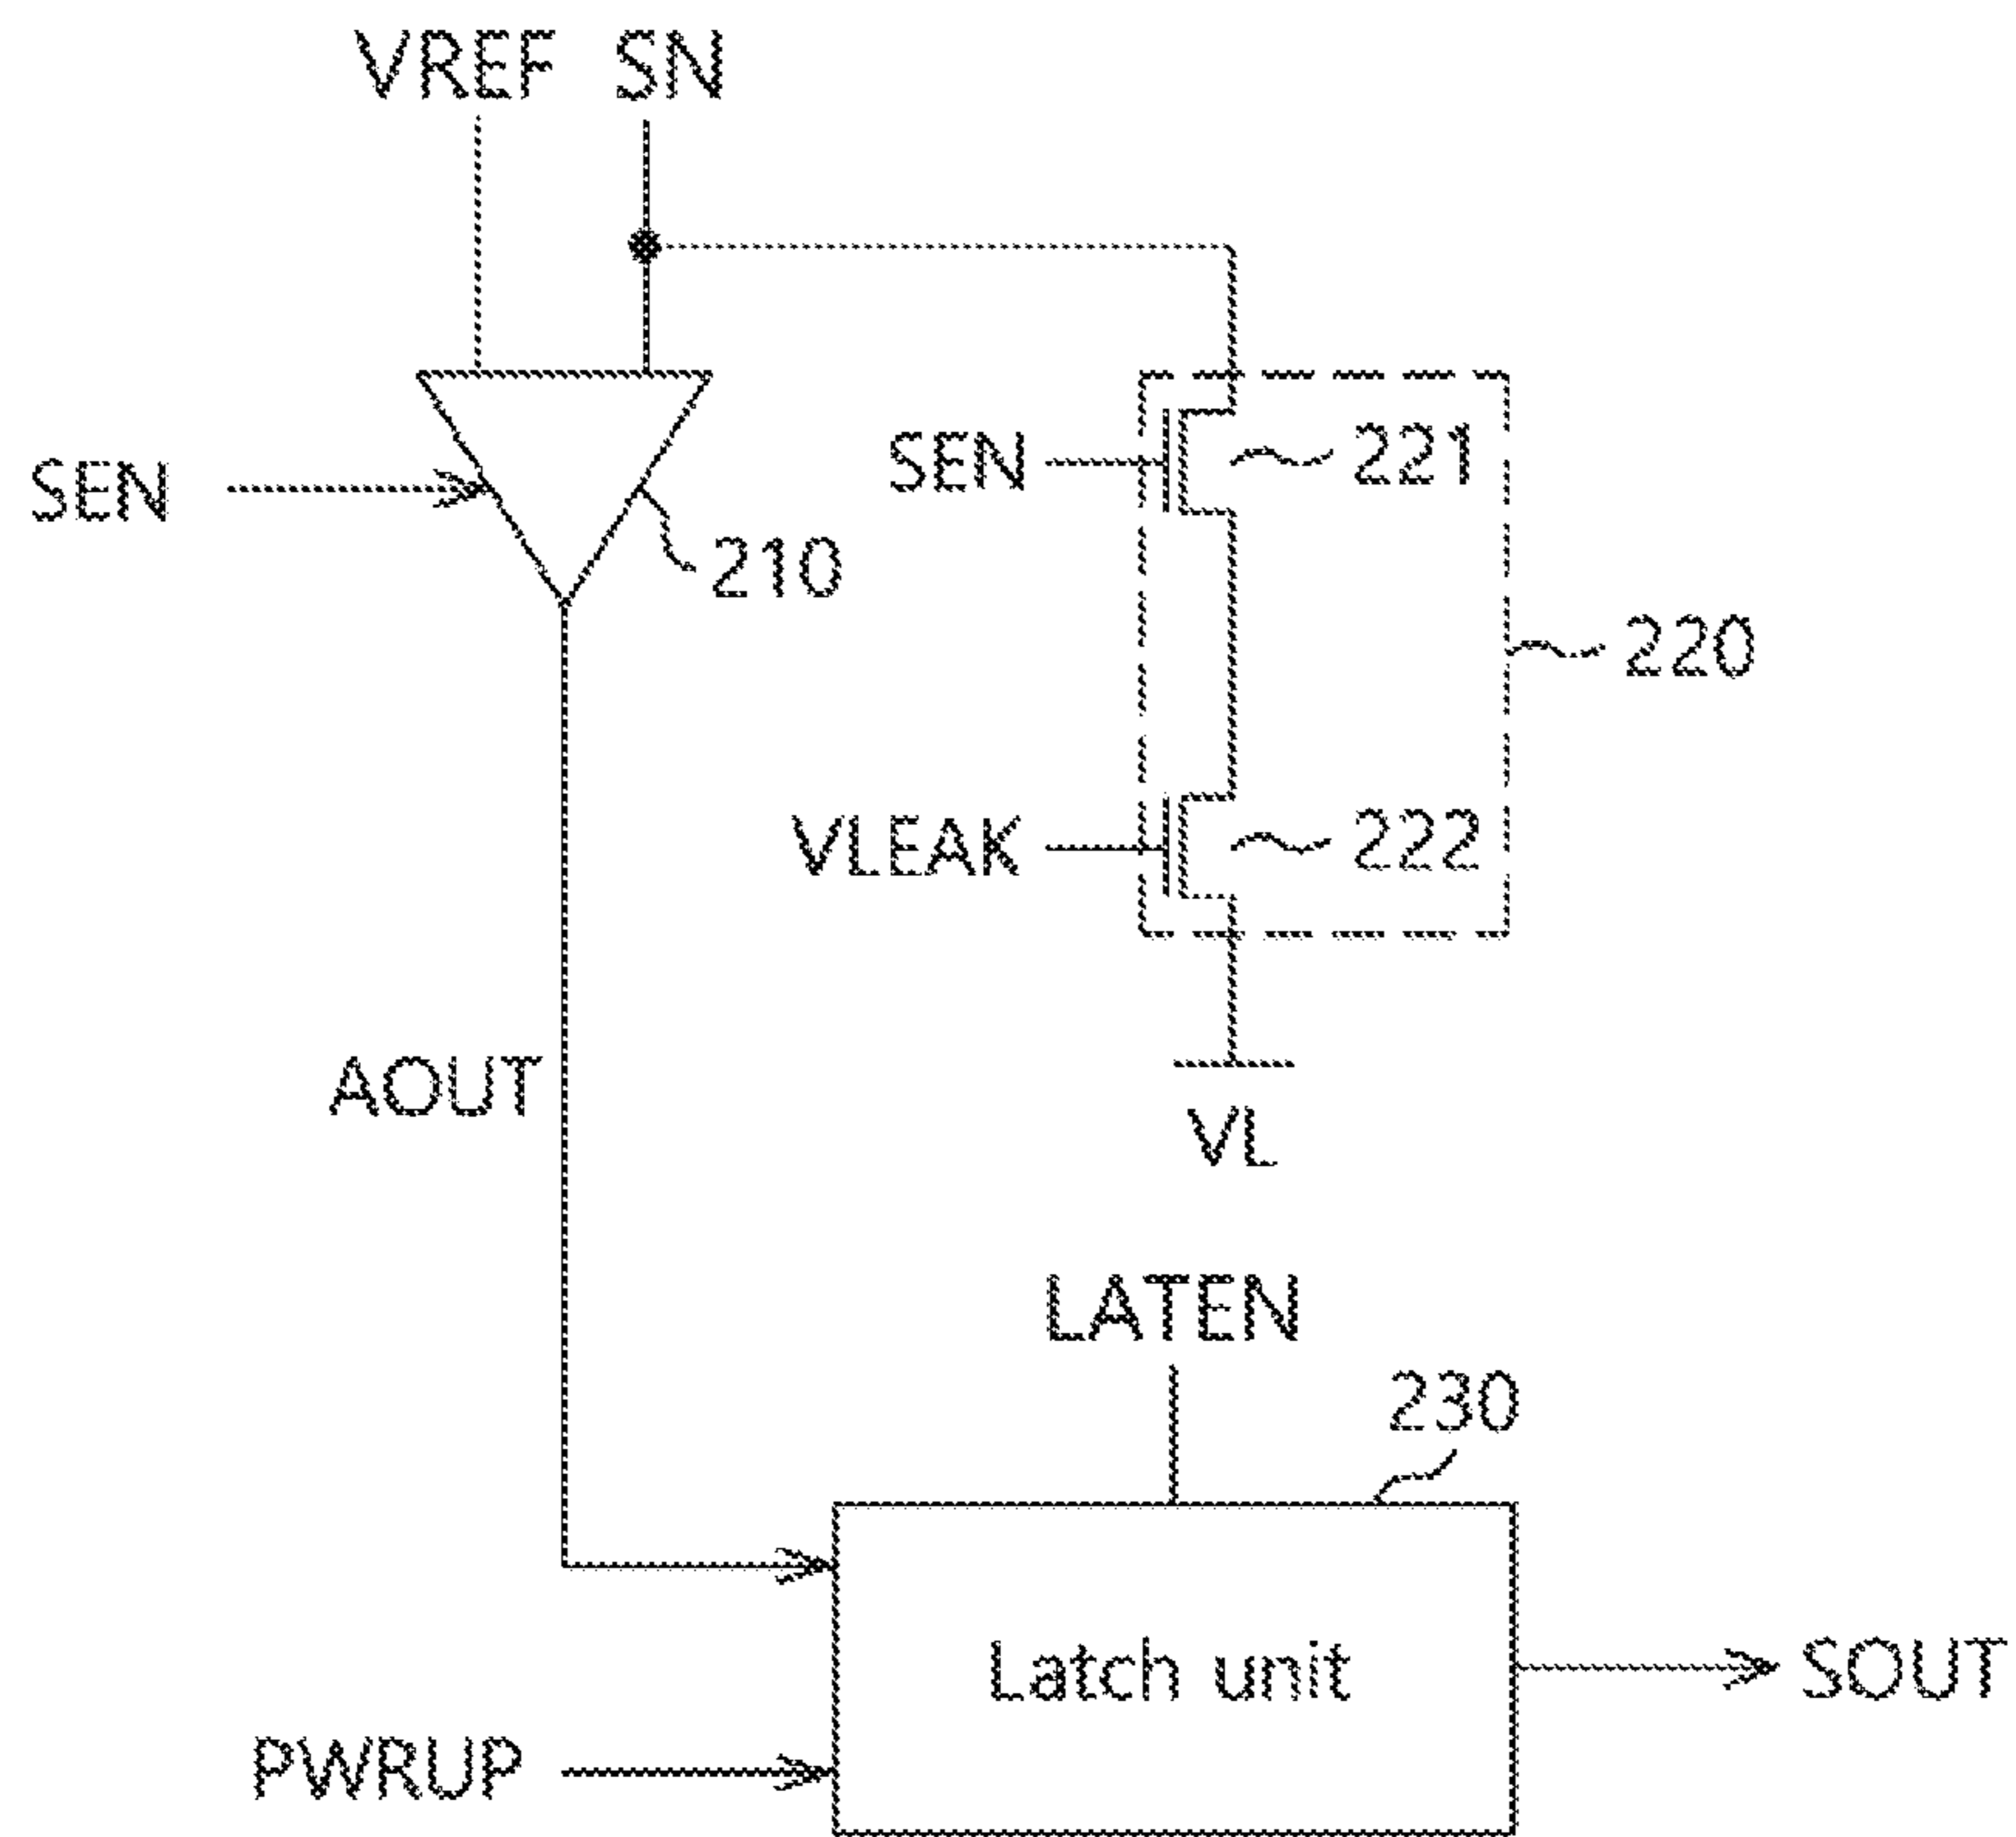 VREF SN
SEN
SEN
221
210
220
VLEAK
222
AOUT
VL
LATEN
230
Latch unit
SOUT
PWRUP